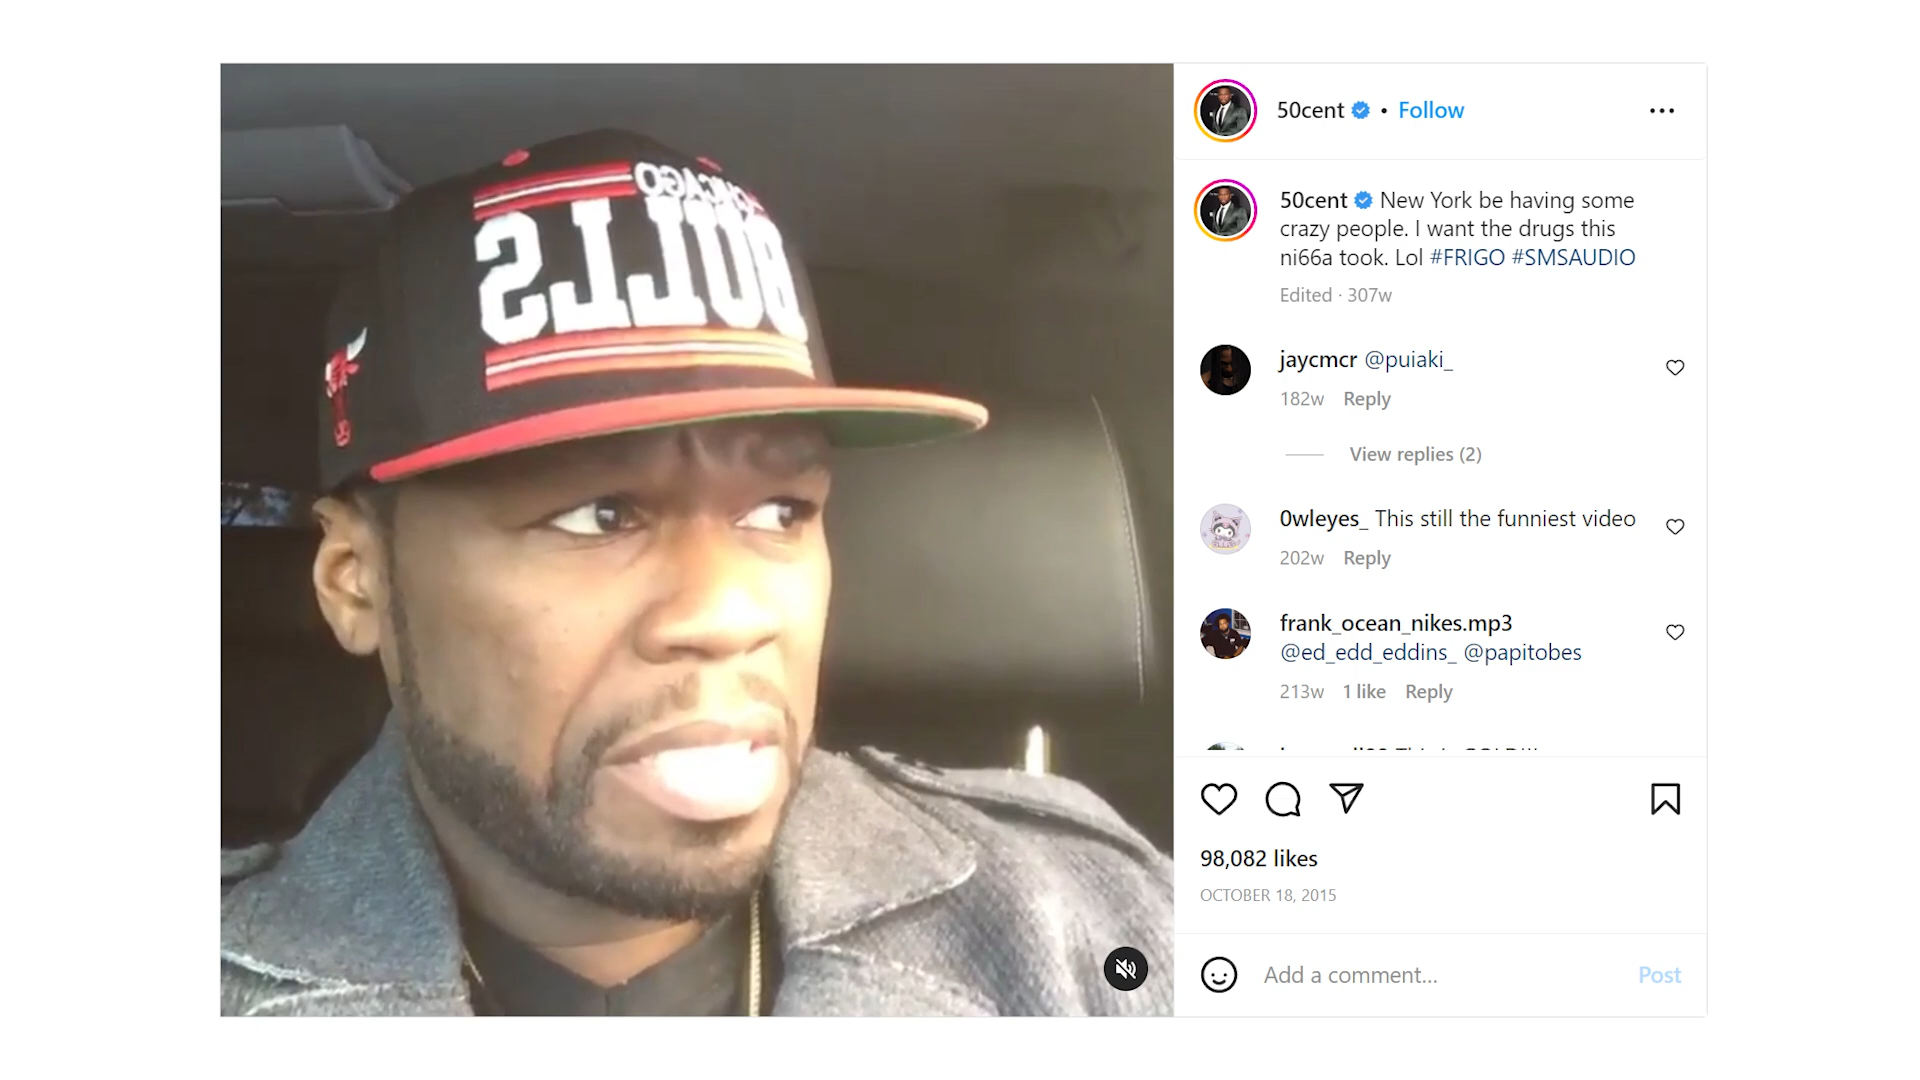 CHICAGO
BULLS
50cent • Follow
50cent New York be having some
crazy people. I want the drugs this
ni66a took. Lol #FRIGO #SMSAUDIO
Edited · 307w
jaycmcr @puiaki_
182w Reply
View replies (2)
0wleyes_ This still the funniest video
202w Reply
frank_ocean_nikes.mp3
@ed_edd_eddins_ @papitobes
213w 1 like Reply
98,082 likes
OCTOBER 18, 2015
Add a comment... Post